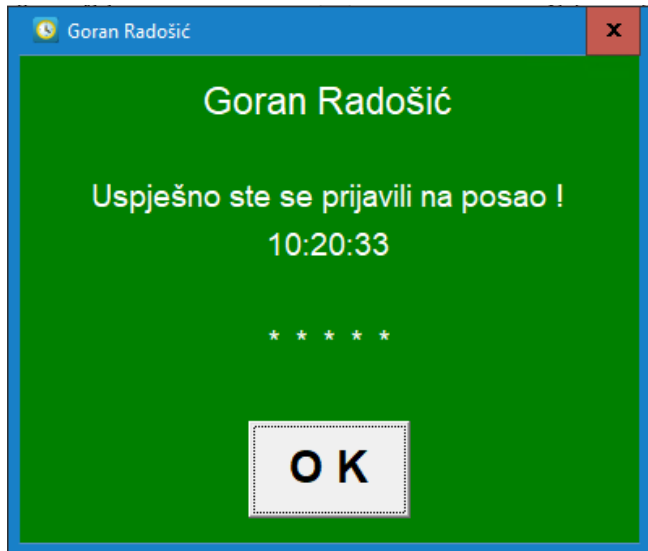 Goran Radošić
x
Goran Radošić
Uspješno ste se prijavili na posao !
10:20:33
* * * * *
O K